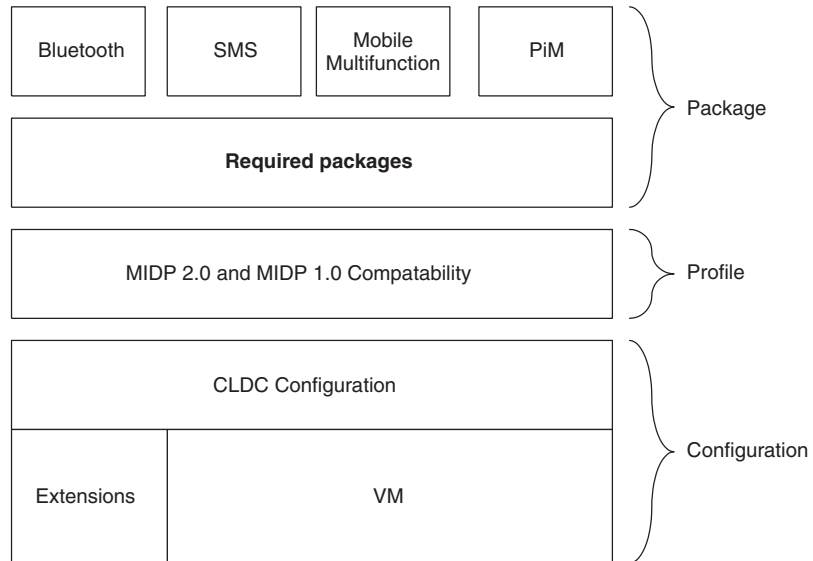 Bluetooth
SMS
Mobile
Multifunction
PiM
Package
Required packages
MIDP 2.0 and MIDP 1.0 Compatability
Profile
CLDC Configuration
Configuration
Extensions
VM